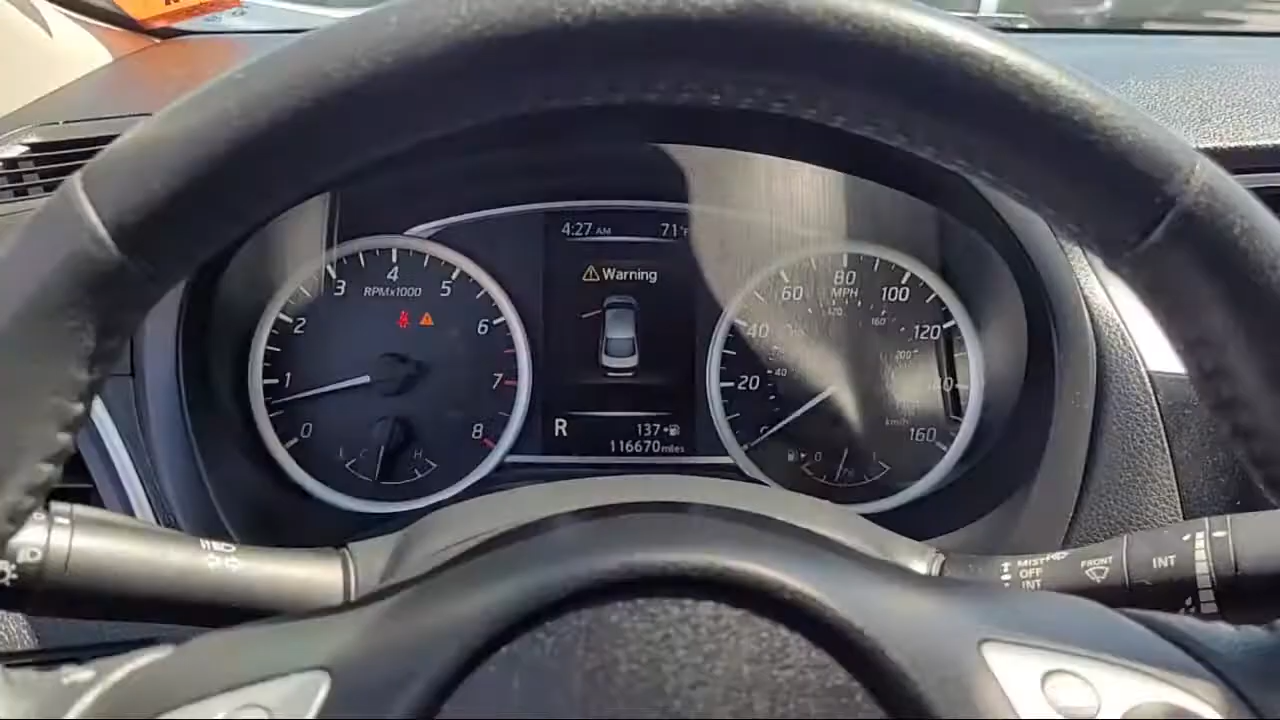 4:27 AM 71°F
Warning
4
3 5
RPMx1000
2 6
1 7
0 8
C H
80
60 100
MPH
40 120
20
160
km/h
R 137
116670 miles
MIST
OFF
INT
FRONT
INT